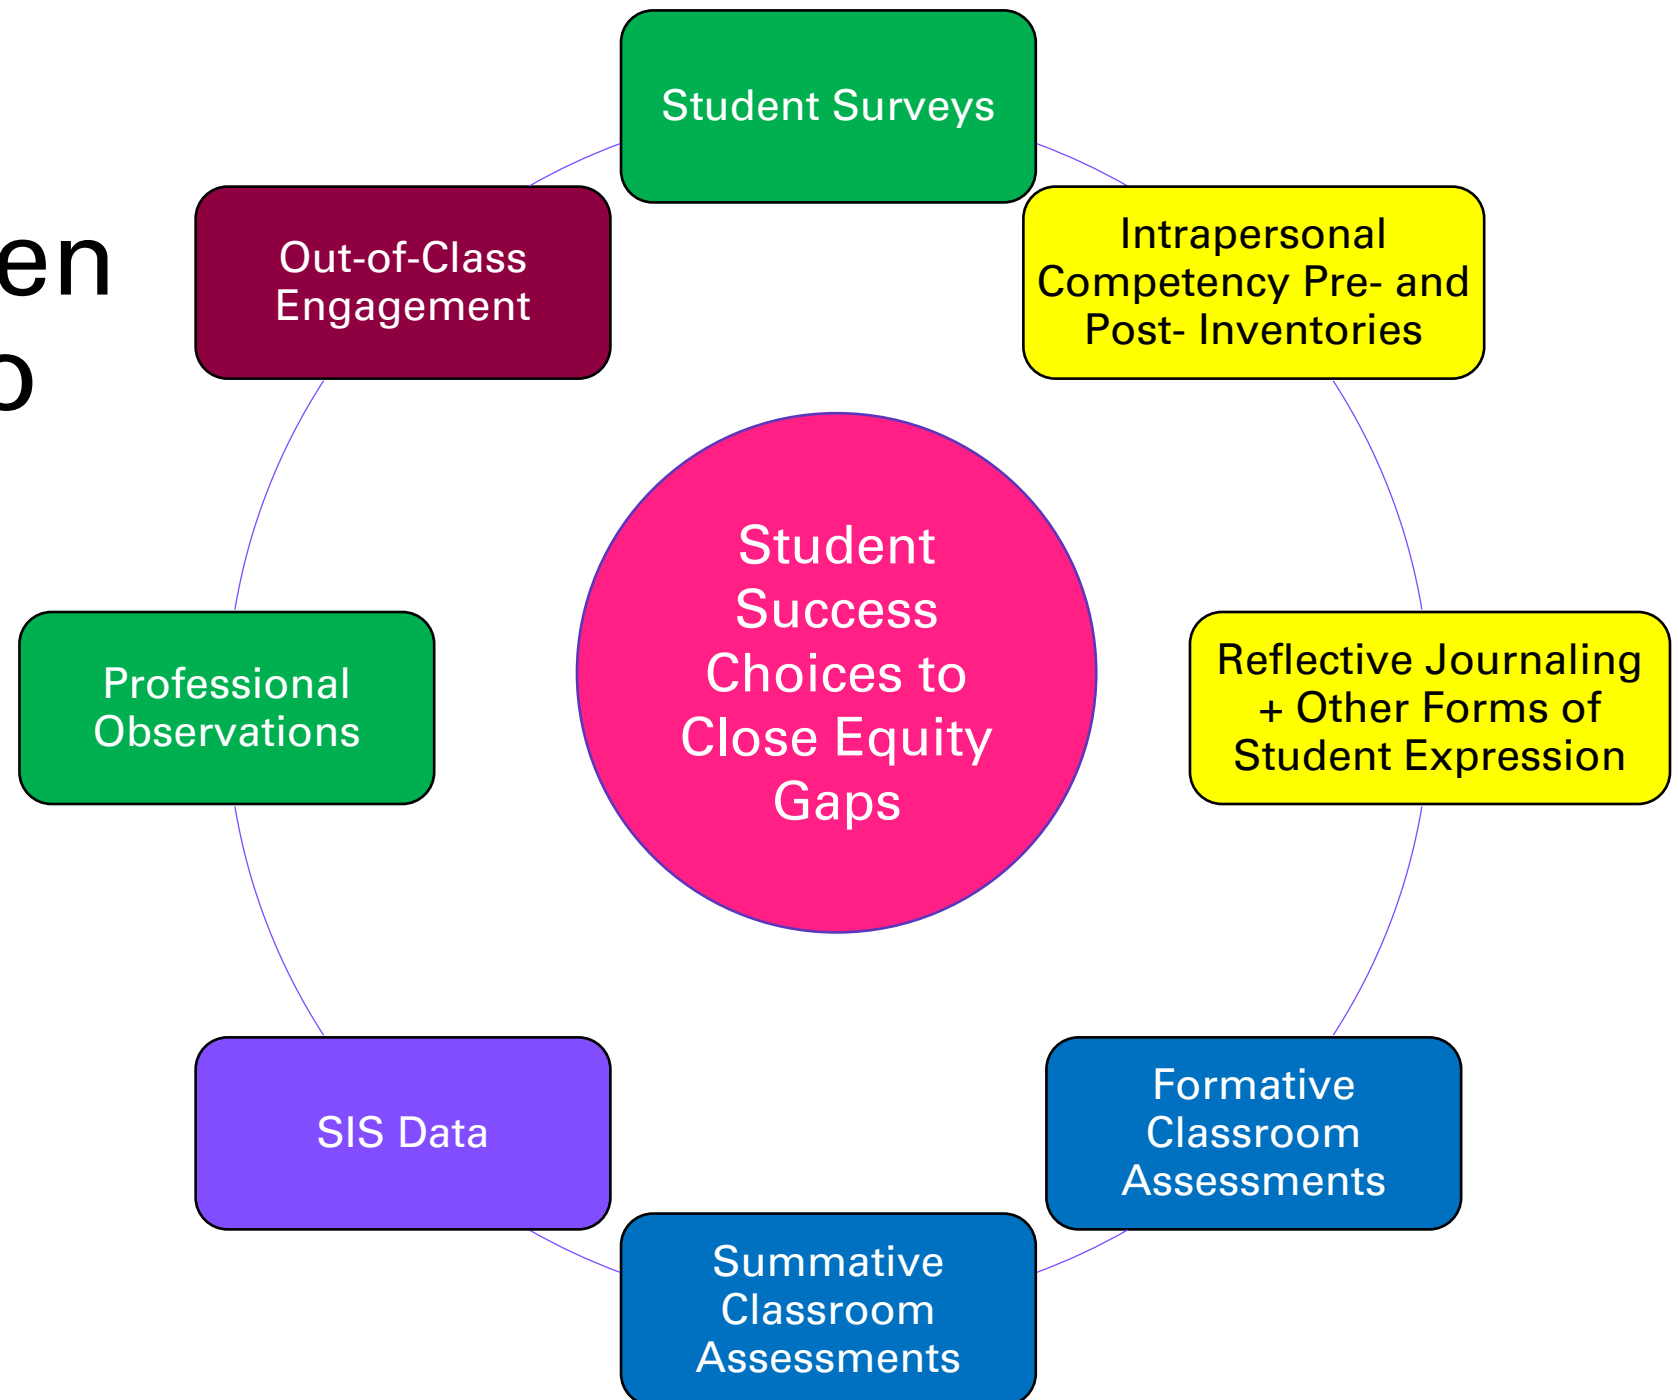 Student Surveys
Intrapersonal
Competency Pre- and
Post- Inventories
Reflective Journaling
+ Other Forms of
Student Expression
Formative
Classroom
Assessments
Summative
Classroom
Assessments
SIS Data
Professional
Observations
Out-of-Class
Engagement
Student
Success
Choices to
Close Equity
Gaps